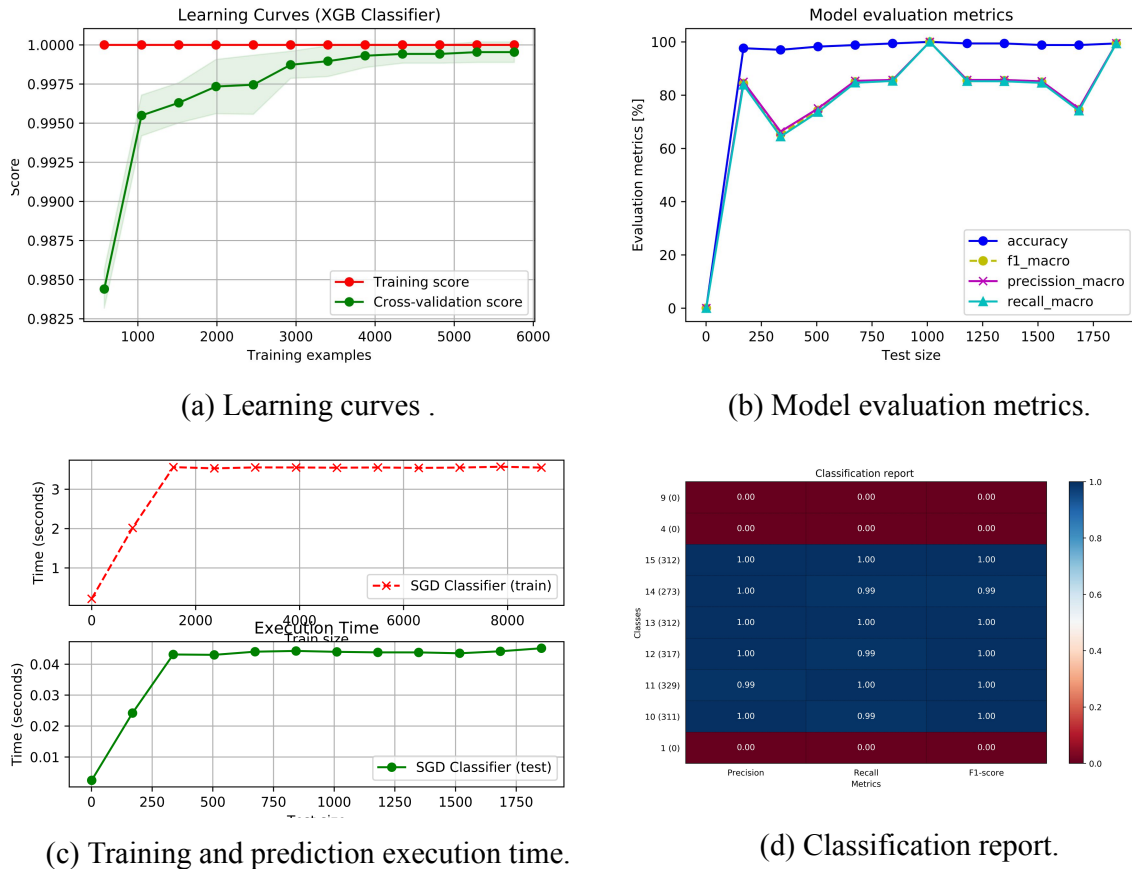 Learning Curves (XGB Classifier)
1.0000
0.9975
0.9950
0.9925
0.9900
0.9875
0.9850
0.9825
Score
Training score
Cross-validation score
1000 2000 3000 4000 5000 6000
Training examples
(a) Learning curves .
Model evaluation metrics
100
80
60
40
20
0
Evaluation metrics [%]
accuracy
f1_macro
precission_macro
recall_macro
0 250 500 750 1000 1250 1500 1750
Test size
(b) Model evaluation metrics.
3
2
1
Time (seconds)
SGD Classifier (train)
0 2000 4000 6000 8000
Train size
Execution Time
0.04
0.03
0.02
0.01
Time (seconds)
SGD Classifier (test)
0 250 500 750 1000 1250 1500 1750
Test size
(c) Training and prediction execution time.
Classification report
Classes
9 (0) 0.00 0.00 0.00
4 (0) 0.00 0.00 0.00
15 (312) 1.00 1.00 1.00
14 (273) 1.00 0.99 0.99
13 (312) 1.00 1.00 1.00
12 (317) 1.00 0.99 1.00
11 (329) 0.99 1.00 1.00
10 (311) 1.00 0.99 1.00
1 (0) 0.00 0.00 0.00
Precision Recall F1-score
Metrics
1.0
0.8
0.6
0.4
0.2
0.0
(d) Classification report.